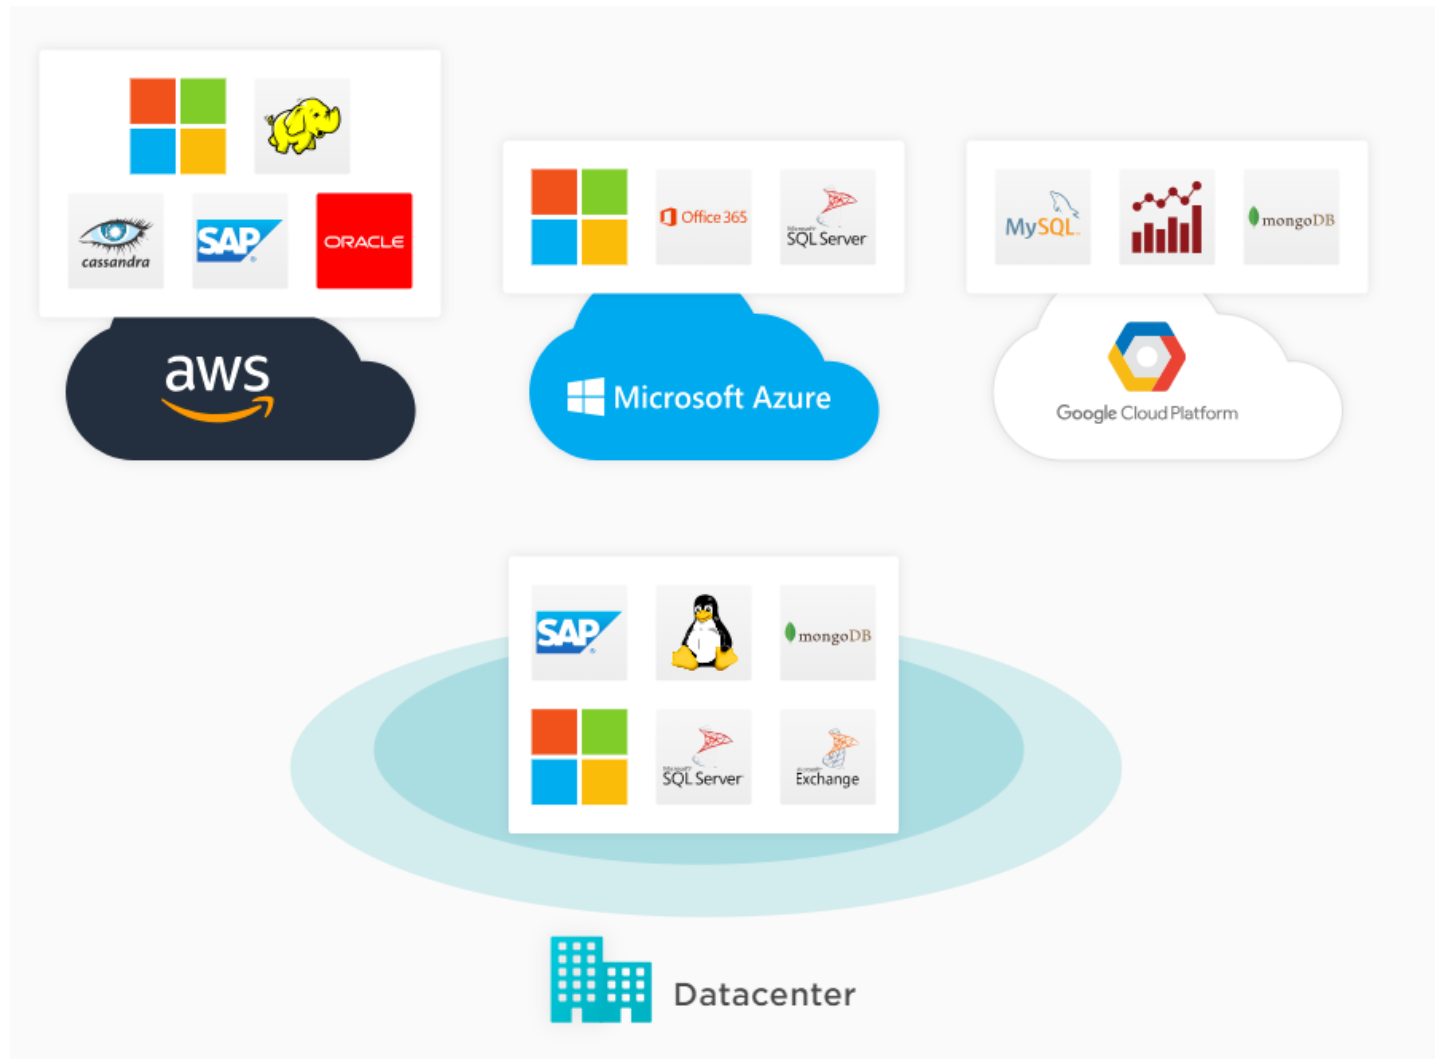 cassandra
SAP
ORACLE
aws
Office 365
SQL Server
Microsoft Azure
MySQL
mongoDB
Google Cloud Platform
SAP
mongoDB
SQL Server
Exchange
Datacenter